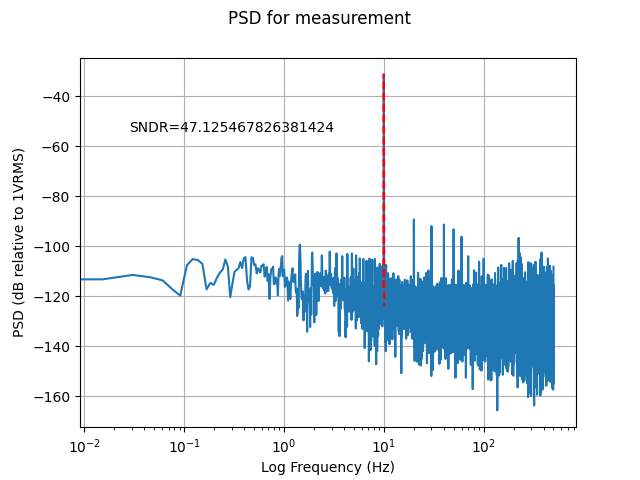 PSD for measurement
SNDR=47.125467826381424
PSD (dB relative to 1VRMS)
−40
−60
−80
−100
−120
−140
−160
10⁻² 10⁻¹ 10⁰ 10¹ 10²
Log Frequency (Hz)